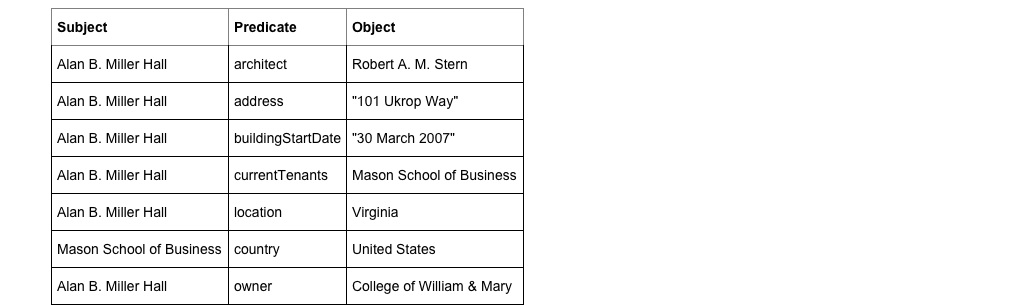 Subject Predicate Object
Alan B. Miller Hall architect Robert A. M. Stern
Alan B. Miller Hall address "101 Ukrop Way"
Alan B. Miller Hall buildingStartDate "30 March 2007"
Alan B. Miller Hall currentTenants Mason School of Business
Alan B. Miller Hall location Virginia
Mason School of Business country United States
Alan B. Miller Hall owner College of William & Mary